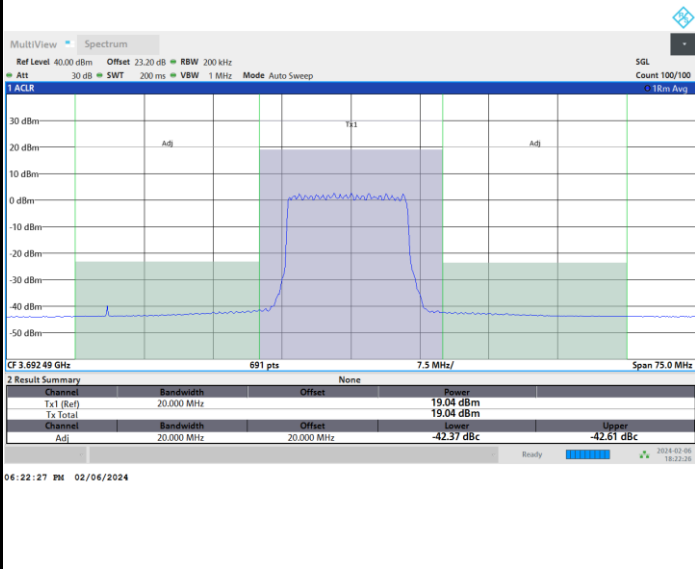 MultiView Spectrum
Ref Level 40.00 dBm Offset 23.20 dB RBW 200 kHz SGL
Att 30 dB SWT 200 ms VBW 1 MHz Mode Auto Sweep Count 100/100
1 ACLR 1Rm Avg
Tx1
Adj Adj
30 dBm
20 dBm
10 dBm
0 dBm
-10 dBm
-20 dBm
-30 dBm
-40 dBm
-50 dBm
CF 3.692 49 GHz 691 pts 7.5 MHz/ Span 75.0 MHz
2 Result Summary None
Channel Bandwidth Offset Power
Tx1 (Ref) 20.000 MHz 19.04 dBm
Tx Total 19.04 dBm
Channel Bandwidth Offset Lower Upper
Adj 20.000 MHz 20.000 MHz -42.37 dBc -42.61 dBc
Ready
18:22:28
06:22:27 PM 02/06/2024